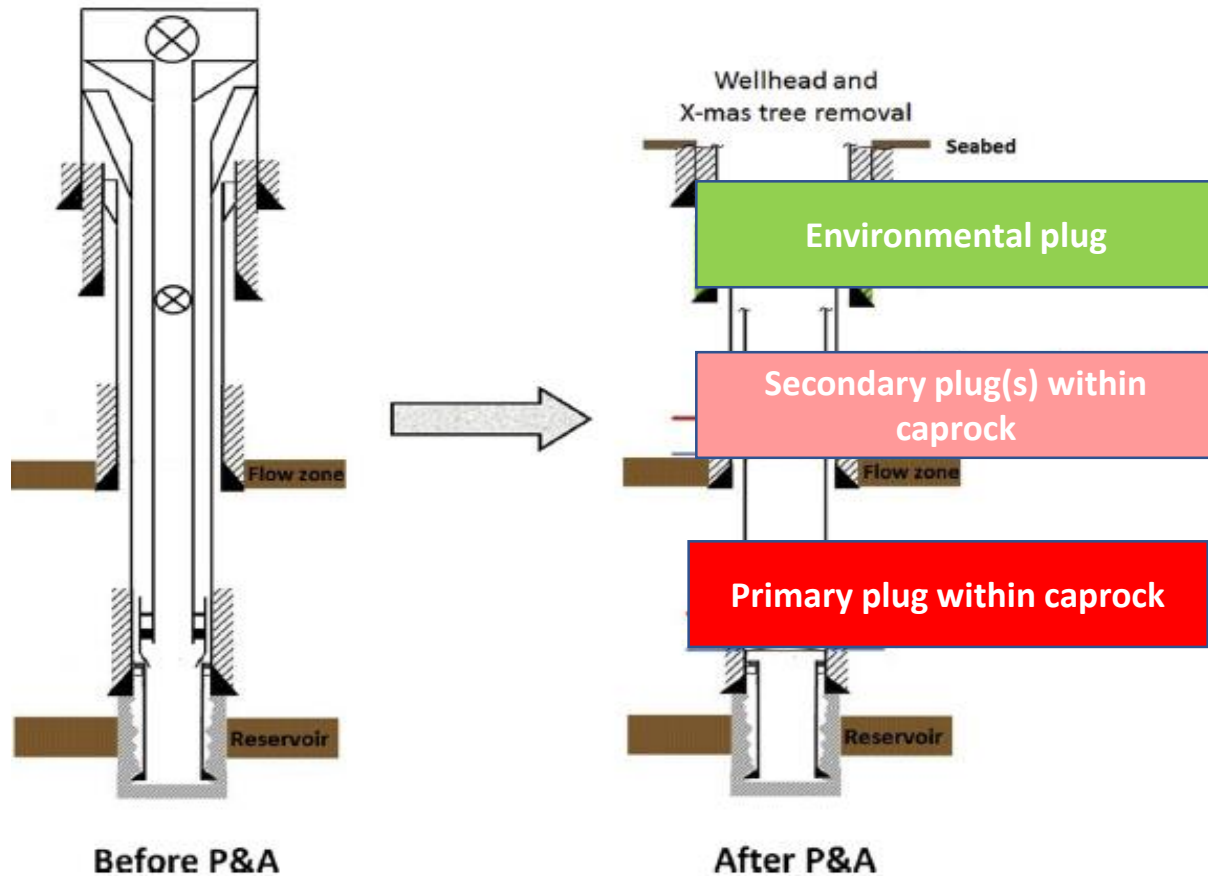 Wellhead and
X-mas tree removal
Seabed
Environmental plug
Secondary plug(s) within
caprock
Flow zone
Flow zone
Primary plug within caprock
Reservoir
Reservoir
Before P&A
After P&A